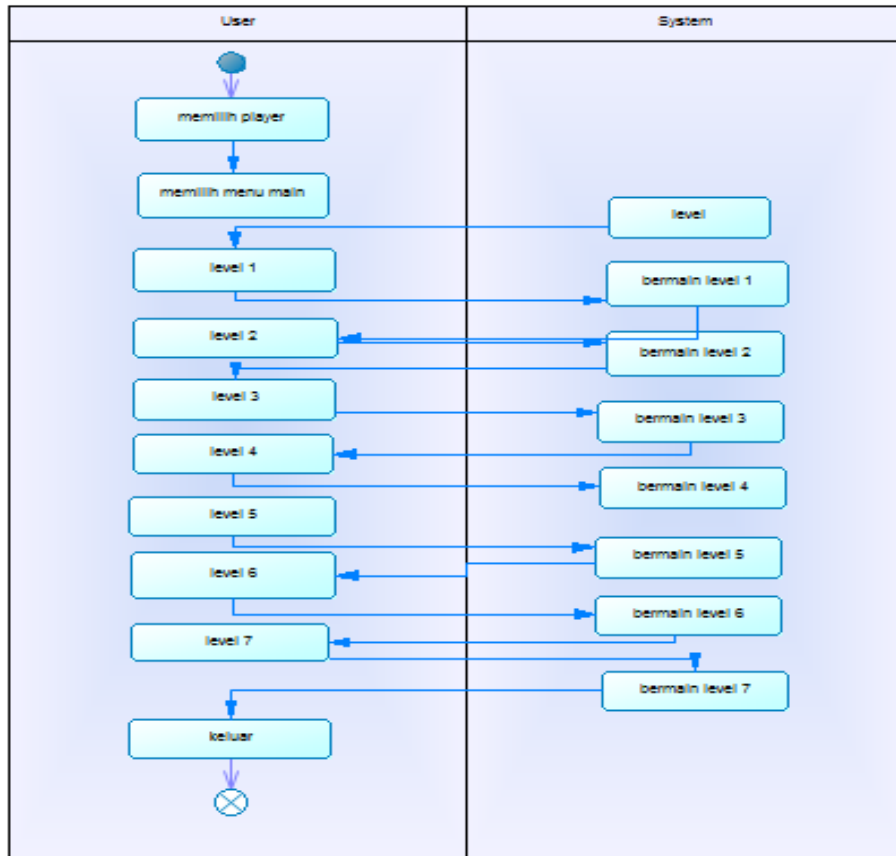 User
System
memilih player
memilih menu main
level
level 1
bermain level 1
level 2
bermain level 2
level 3
bermain level 3
level 4
bermain level 4
level 5
bermain level 5
level 6
bermain level 6
level 7
bermain level 7
keluar